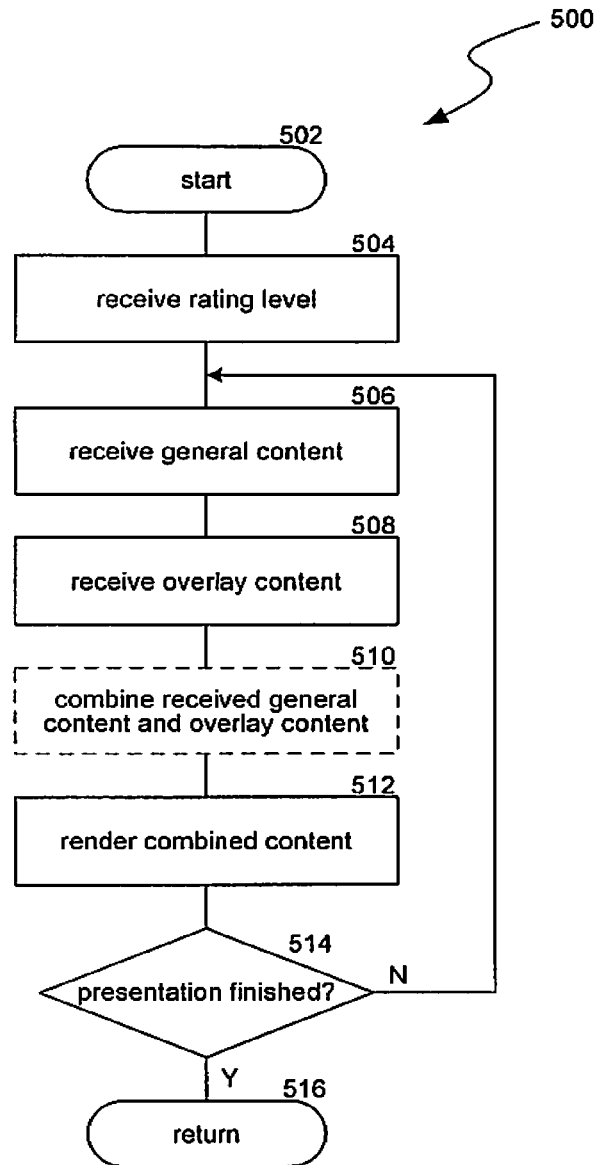 500
502
start
504
receive rating level
506
receive general content
508
receive overlay content
510
combine received general
content and overlay content
512
render combined content
514
presentation finished?
N
Y
516
return